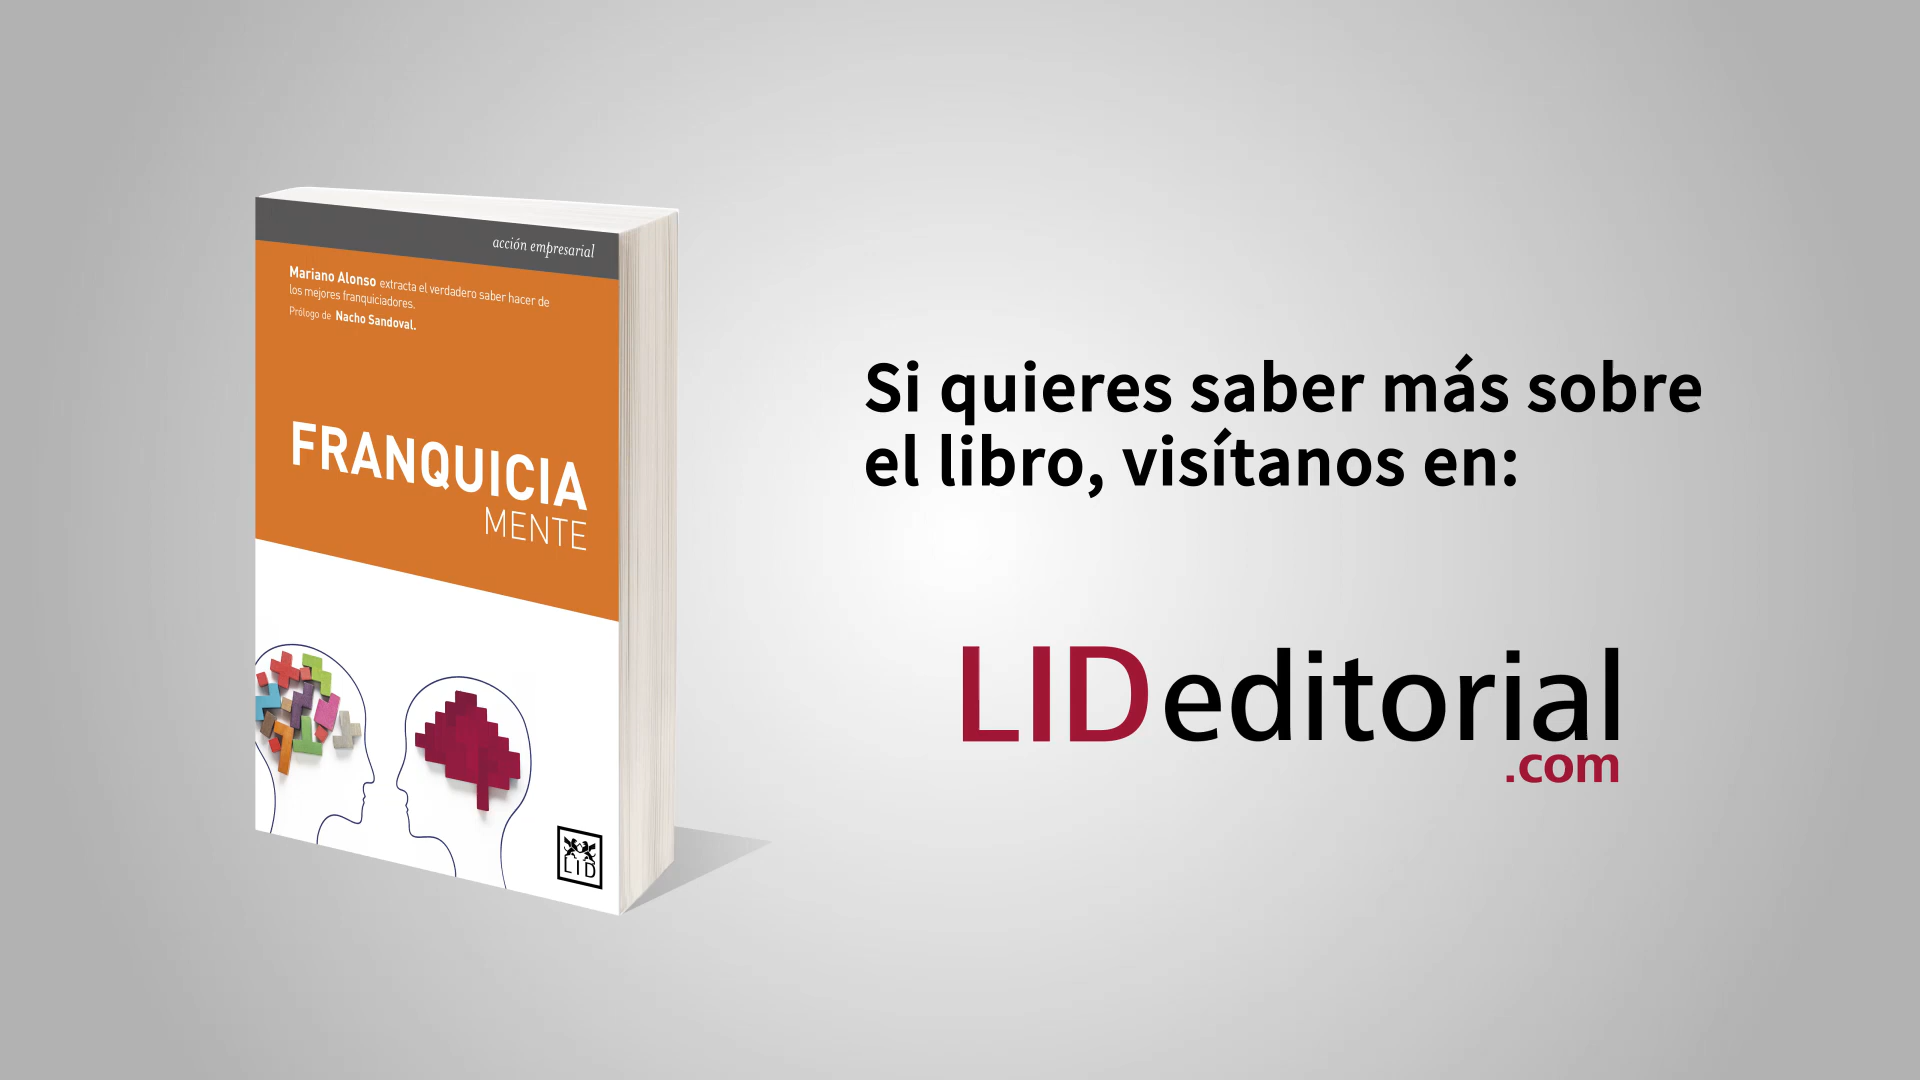 acción empresarial
Mariano Alonso extracta el verdadero saber hacer de
los mejores franquiciadores.
Prólogo de Nacho Sandoval.
FRANQUICIA
MENTE
LID
Si quieres saber más sobre
el libro, visítanos en:
LIDeditorial
.com